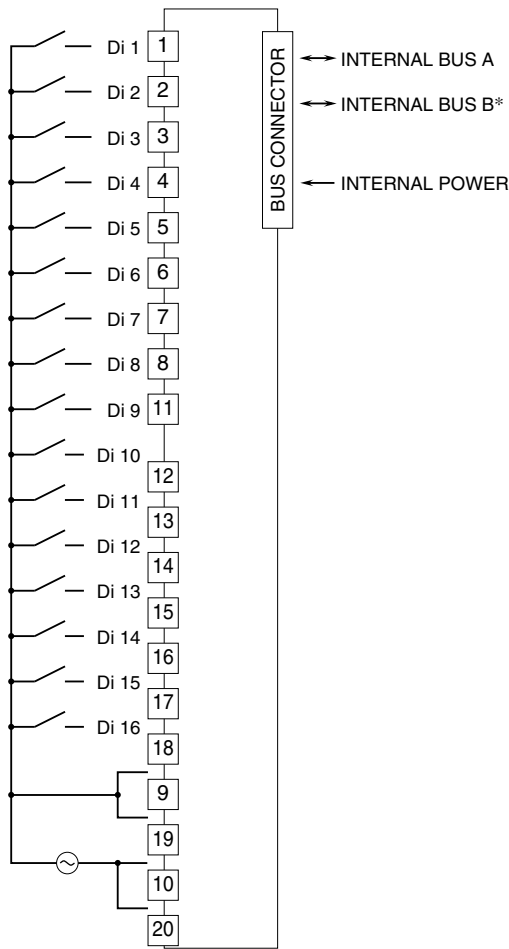 Di 1 1
Di 2 2
Di 3 3
Di 4 4
Di 5 5
Di 6 6
Di 7 7
Di 8 8
Di 9 11
Di 10
12
Di 11
13
Di 12
14
Di 13
15
Di 14
16
Di 15
17
Di 16
18
9
19
10
20
BUS CONNECTOR
INTERNAL BUS A
INTERNAL BUS B*
INTERNAL POWER